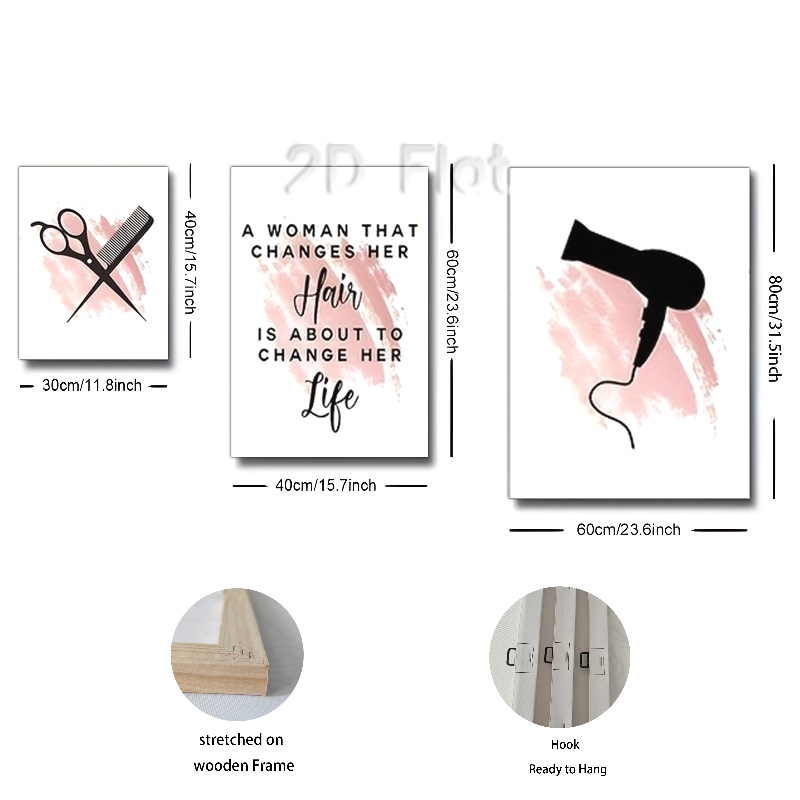 2D Flat
40cm/15.7inch
30cm/11.8inch
A WOMAN THAT
CHANGES HER
Hair
IS ABOUT TO
CHANGE HER
Life
60cm/23.6inch
40cm/15.7inch
80cm/31.5inch
60cm/23.6inch
stretched on
wooden Frame
Hook
Ready to Hang